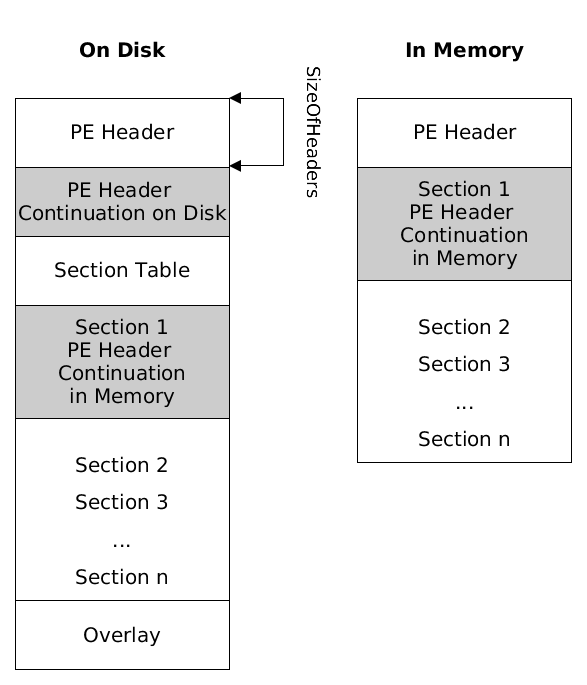 On Disk
In Memory
SizeOfHeaders
PE Header
PE Header
Continuation on Disk
Section Table
Section 1
PE Header
Continuation
in Memory
Section 2
Section 3
...
Section n
Overlay
PE Header
Section 1
PE Header
Continuation
in Memory
Section 2
Section 3
...
Section n